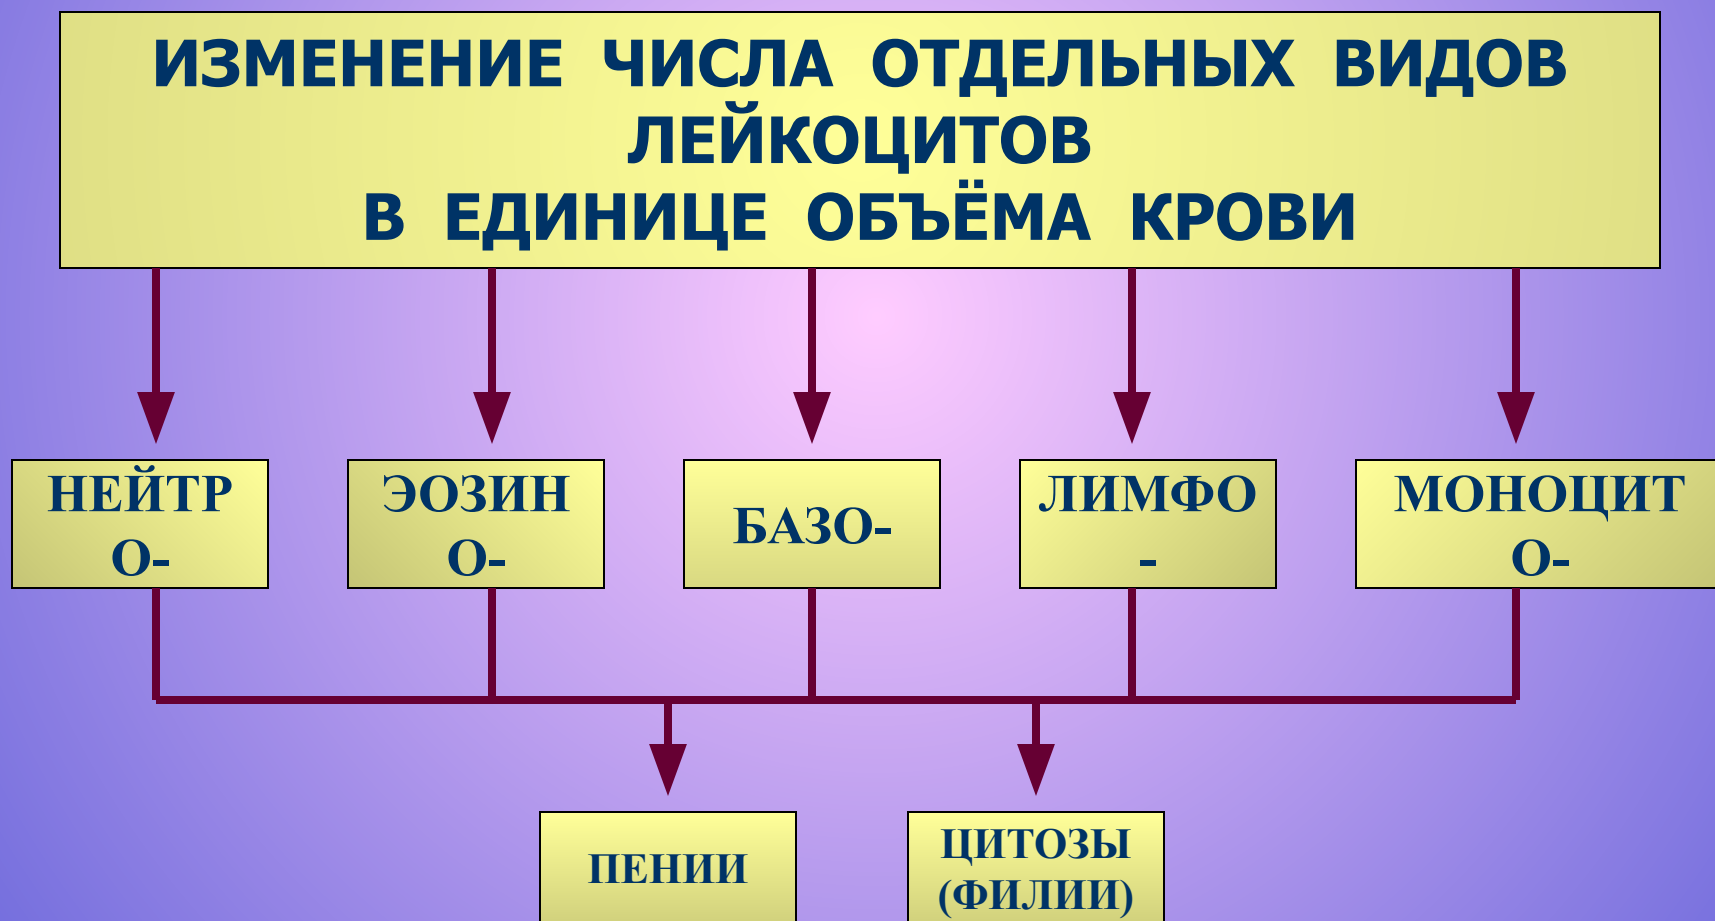 ИЗМЕНЕНИЕ ЧИСЛА ОТДЕЛЬНЫХ ВИДОВ
ЛЕЙКОЦИТОВ
В ЕДИНИЦЕ ОБЪЁМА КРОВИ
НЕЙТР
О-
ЭОЗИН
О-
БАЗО-
ЛИМФО
-
МОНОЦИТ
О-
ПЕНИИ
ЦИТОЗЫ
(ФИЛИИ)